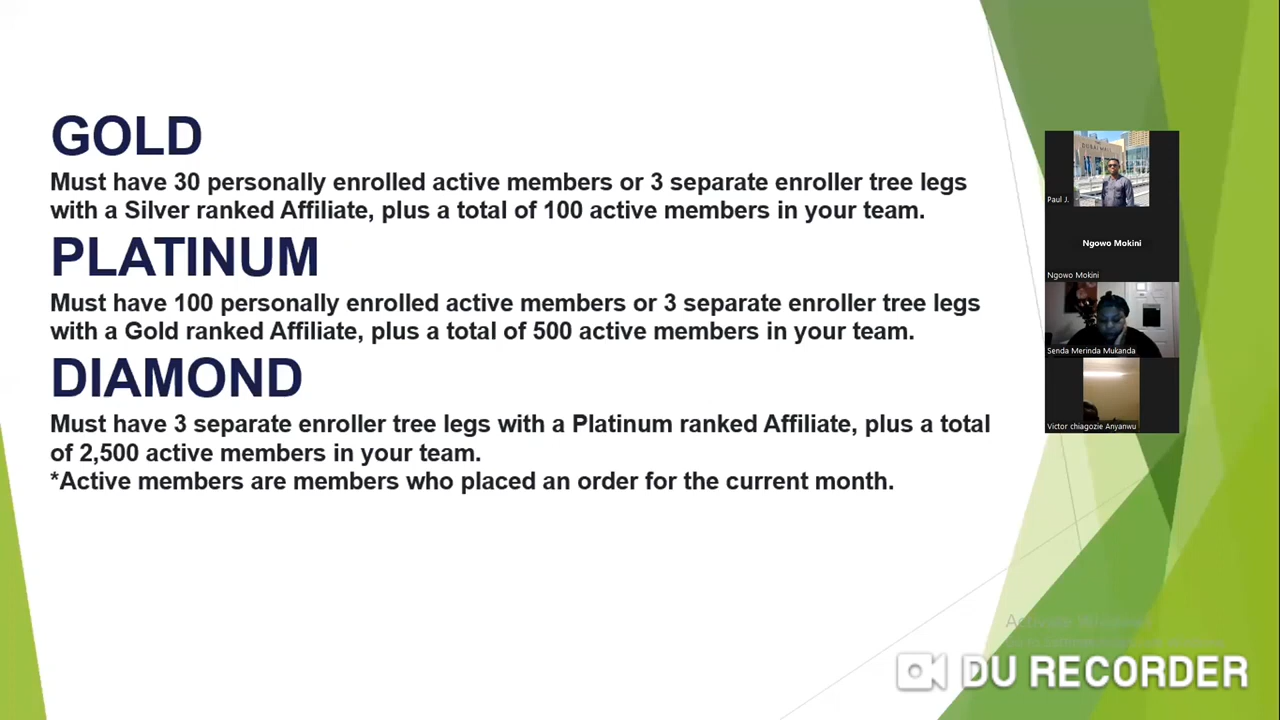 GOLD
Must have 30 personally enrolled active members or 3 separate enroller tree legs
with a Silver ranked Affiliate, plus a total of 100 active members in your team.
PLATINUM
Must have 100 personally enrolled active members or 3 separate enroller tree legs
with a Gold ranked Affiliate, plus a total of 500 active members in your team.
DIAMOND
Must have 3 separate enroller tree legs with a Platinum ranked Affiliate, plus a total
of 2,500 active members in your team.
*Active members are members who placed an order for the current month.
DUBAI MALL
Paul J.
Ngowo Mokini
Ngowo Mokini
Senda Merinda Mukanda
Victor chiagozie Anyanwu
Activate Windows
DU RECORDER